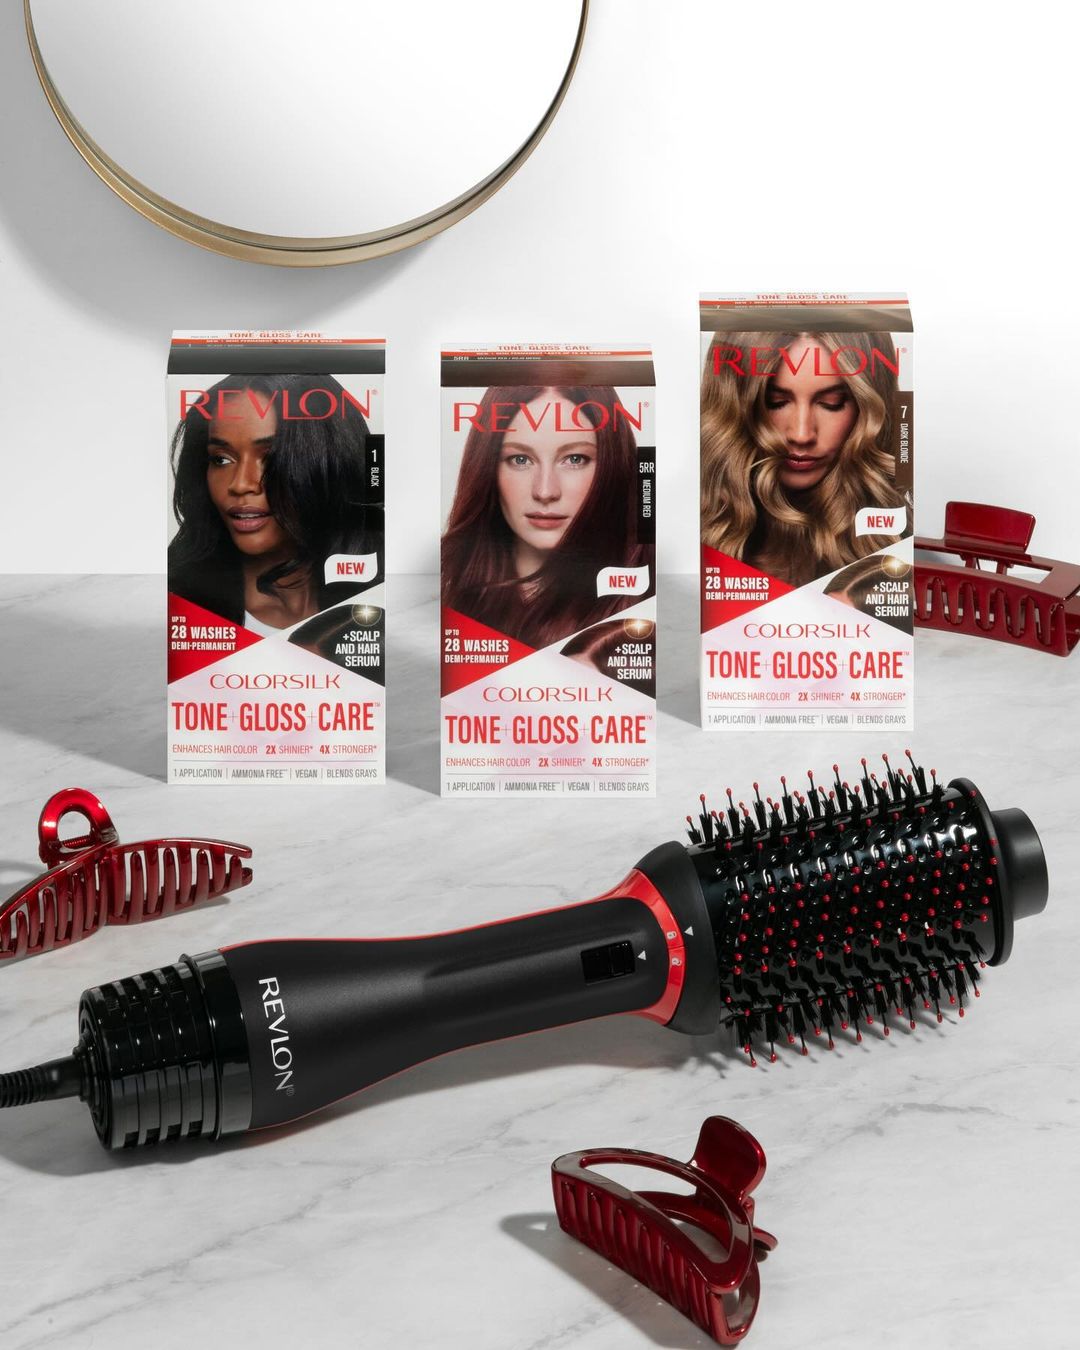 TONE+GLOSS+CARE
REVLON®
1 BLACK
NEW
UP TO
28 WASHES
DEMI-PERMANENT
+SCALP
AND HAIR
SERUM
COLORSILK
TONE+GLOSS+CARE™
ENHANCES HAIR COLOR 2X SHINIER* 4X STRONGER*
1 APPLICATION | AMMONIA FREE** | VEGAN | BLENDS GRAYS
TONE+GLOSS+CARE
5RR
REVLON®
5RR MEDIUM RED
NEW
UP TO
28 WASHES
DEMI-PERMANENT
+SCALP
AND HAIR
SERUM
COLORSILK
TONE+GLOSS+CARE™
ENHANCES HAIR COLOR 2X SHINIER* 4X STRONGER*
1 APPLICATION | AMMONIA FREE** | VEGAN | BLENDS GRAYS
TONE+GLOSS+CARE
REVLON®
7 DARK BLONDE
NEW
UP TO
28 WASHES
DEMI-PERMANENT
+SCALP
AND HAIR
SERUM
COLORSILK
TONE+GLOSS+CARE™
ENHANCES HAIR COLOR 2X SHINIER* 4X STRONGER*
1 APPLICATION | AMMONIA FREE** | VEGAN | BLENDS GRAYS
REVLON®